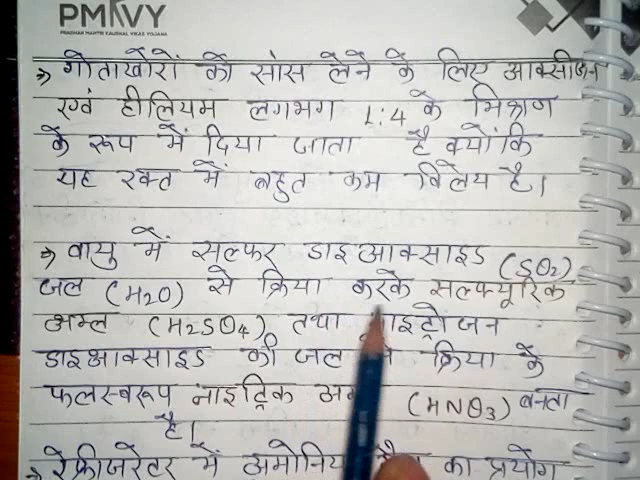 PMKVY
PRADHAN MANTRI KAUSHAL VIKAS YOJANA
⇒ गोताखोरों को सांस लेने के लिए आक्सीजन
एवं हीलियम लगभग 1:4 के मिश्रण
के रूप में दिया जाता है क्योंकि
यह रक्त में बहुत कम विलेय है।
⇒ वायु में सल्फर डाइआक्साइड (SO2)
जल (H2O) से क्रिया करके सल्फ्यूरिक
अम्ल (H2SO4) तथा नाइट्रोजन
डाइआक्साइड की जल क्रिया के
फलस्वरूप नाइट्रिक (HNO3) बनता
है।
⇒ रेफ्रीजरेटर में का प्रयोग